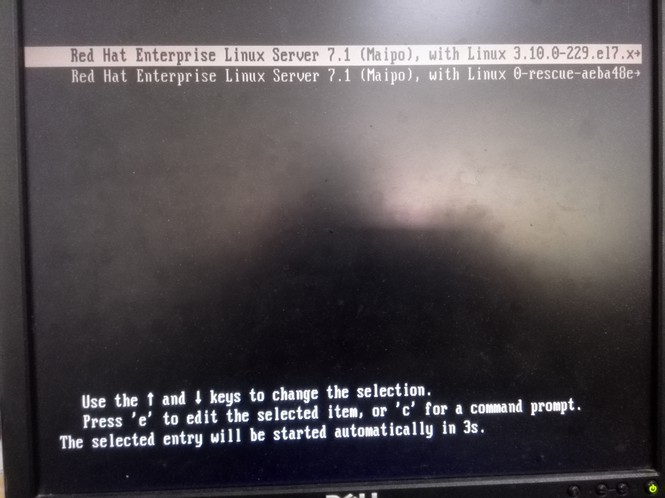 Red Hat Enterprise Linux Server 7.1 (Maipo), with Linux 3.10.0-229.el7.x→
Red Hat Enterprise Linux Server 7.1 (Maipo), with Linux 0-rescue-aeba48e→
Use the ↑ and ↓ keys to change the selection.
Press 'e' to edit the selected item, or 'c' for a command prompt.
The selected entry will be started automatically in 3s.
DELL